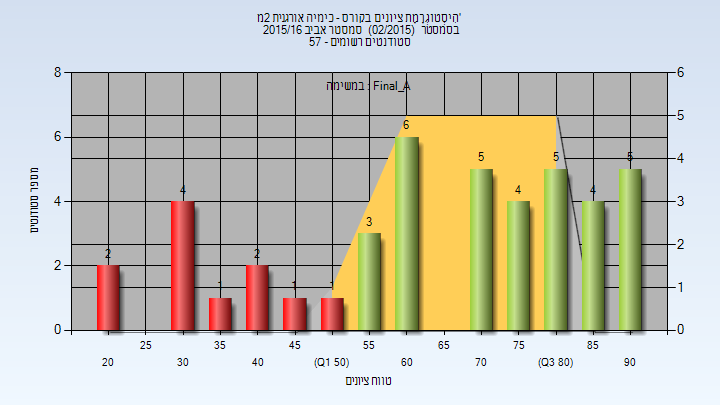 הִיסְטוֹגְרָמַת ציונים בקורס - כימיה אורגנית 2מ'
בסמסטר (02/2015) סמסטר אביב 2015/16
סטודנטים רשומים - 57
במשימה : Final_A
8 6 4 2 0
מספר סטודנטים
6 5 4 3 2 1 0
2 4 1 2 1 1 3 6 5 4 5 4 5
25 35 45 55 65 75 85
20 30 40 (Q1 50) 60 70 (Q3 80) 90
טווח ציונים